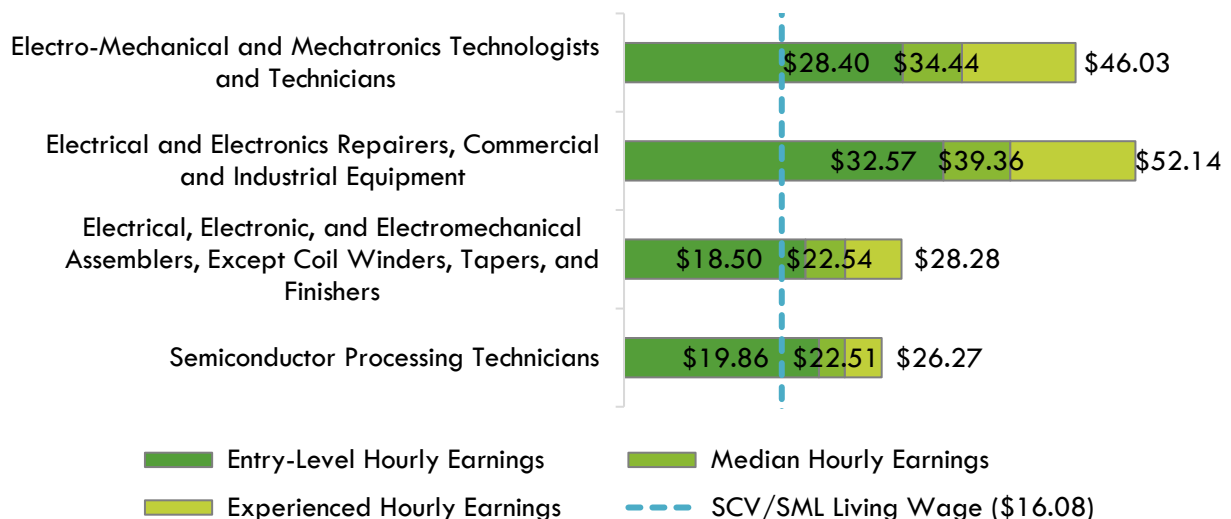 Electro-Mechanical and Mechatronics Technologists
and Technicians
$28.40 $34.44 $46.03
Electrical and Electronics Repairers, Commercial
and Industrial Equipment
$32.57 $39.36 $52.14
Electrical, Electronic, and Electromechanical
Assemblers, Except Coil Winders, Tapers, and
Finishers
$18.50 $22.54 $28.28
Semiconductor Processing Technicians
$19.86 $22.51 $26.27
Entry-Level Hourly Earnings
Median Hourly Earnings
Experienced Hourly Earnings
SCV/SML Living Wage ($16.08)